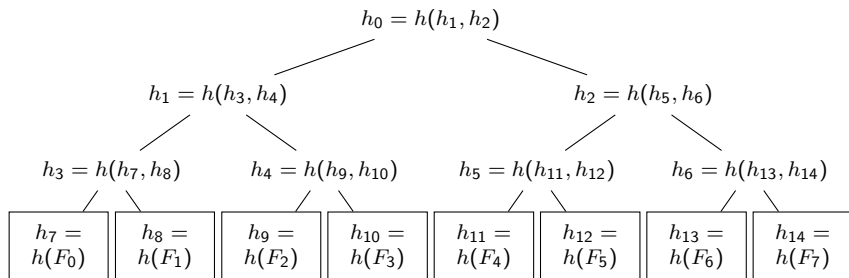 h₀ = h(h₁, h₂)
h₁ = h(h₃, h₄) h₂ = h(h₅, h₆)
h₃ = h(h₇, h₈) h₄ = h(h₉, h₁₀) h₅ = h(h₁₁, h₁₂) h₆ = h(h₁₃, h₁₄)
h₇ = h₈ = h₉ = h₁₀ = h₁₁ = h₁₂ = h₁₃ = h₁₄ =
h(F₀) h(F₁) h(F₂) h(F₃) h(F₄) h(F₅) h(F₆) h(F₇)